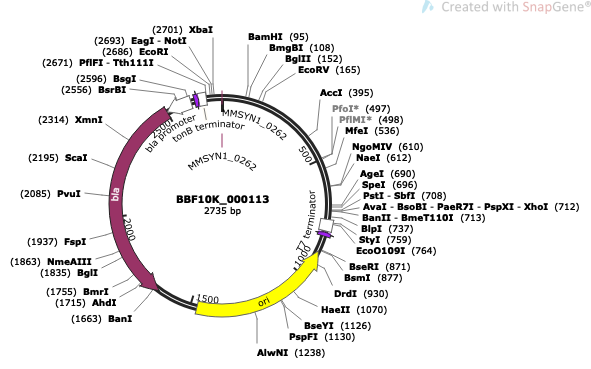 Created with SnapGene®
(2701) XbaI
(2693) EagI - NotI
(2686) EcoRI
(2671) PflFI - Tth111I
(2596) BsgI
(2556) BsrBI
(2314) XmnI
(2195) ScaI
(2085) PvuI
(1937) FspI
(1863) NmeAIII
(1835) BglI
(1755) BmrI
(1715) AhdI
(1663) BanI
BamHI (95)
BmgBI (108)
BglII (152)
EcoRV (165)
AccI (395)
PfoI* (497)
PflMI* (498)
MfeI (536)
NgoMIV (610)
NaeI (612)
AgeI (690)
SpeI (696)
PstI - SbfI (708)
AvaI - BsoBI - PaeR7I - PspXI - XhoI (712)
BanII - BmeT110I (713)
BlpI (737)
StyI (759)
EcoO109I (764)
BseRI (871)
BsmI (877)
DrdI (930)
HaeII (1070)
BseYI (1126)
PspFI (1130)
AlwNI (1238)
MMSYN1_0262
tonB terminator
bla promoter
MMSYN1_0262
BBF10K_000113
2735 bp
T7 terminator
bla
ori
500
1000
1500
2000
2500